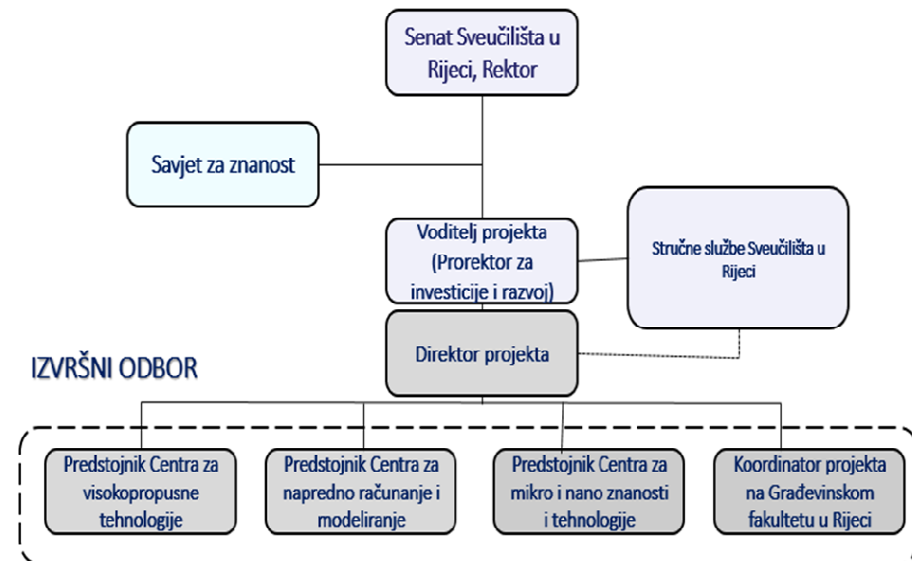 Senat Sveučilišta u
Rijeci, Rektor
Savjet za znanost
Voditelj projekta
(Prorektor za
investicije i razvoj)
Stručne službe Sveučilišta u
Rijeci
Direktor projekta
IZVRŠNI ODBOR
Predstojnik Centra za
visokopropusne
tehnologije
Predstojnik Centra za
napredno računanje i
modeliranje
Predstojnik Centra za
mikro i nano znanosti
i tehnologije
Koordinator projekta
na Građevinskom
fakultetu u Rijeci